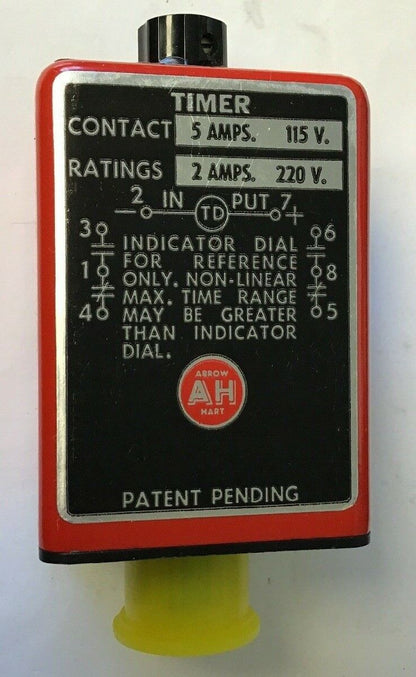 TIMER
CONTACT 5 AMPS. 115 V.
RATINGS 2 AMPS. 220 V.
2 IN PUT 7
— TD +
3 6
1 8
4 5
INDICATOR DIAL
FOR REFERENCE
ONLY. NON-LINEAR
MAX. TIME RANGE
MAY BE GREATER
THAN INDICATOR
DIAL.
ARROW
AH
HART
PATENT PENDING